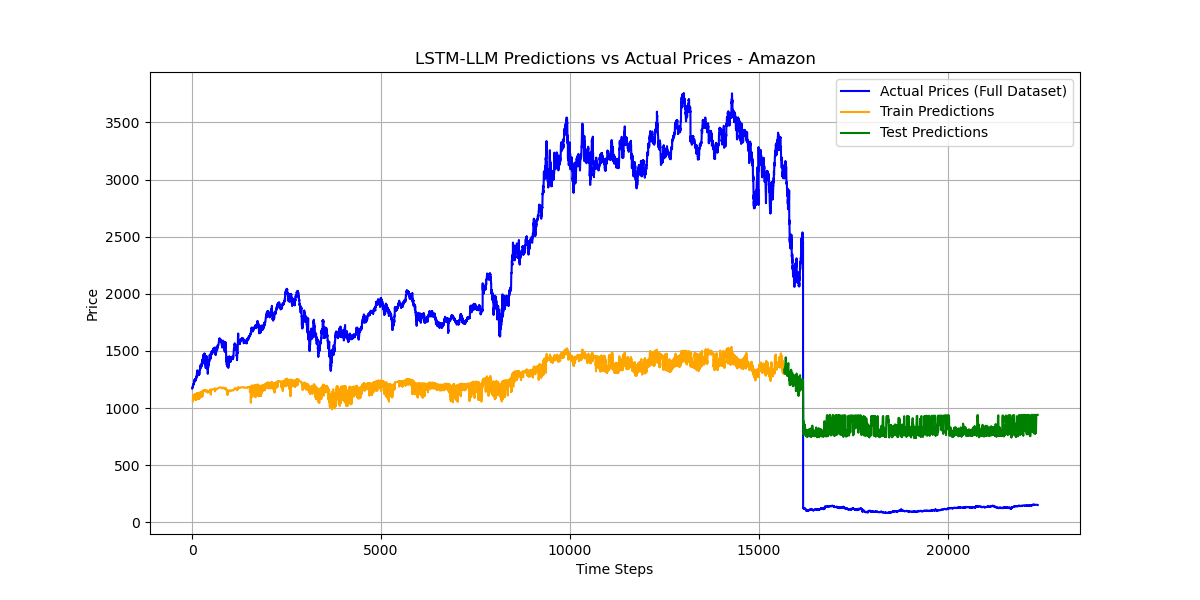 LSTM-LLM Predictions vs Actual Prices - Amazon
Actual Prices (Full Dataset)
Train Predictions
Test Predictions
Price
3500
3000
2500
2000
1500
1000
500
0
0 5000 10000 15000 20000
Time Steps